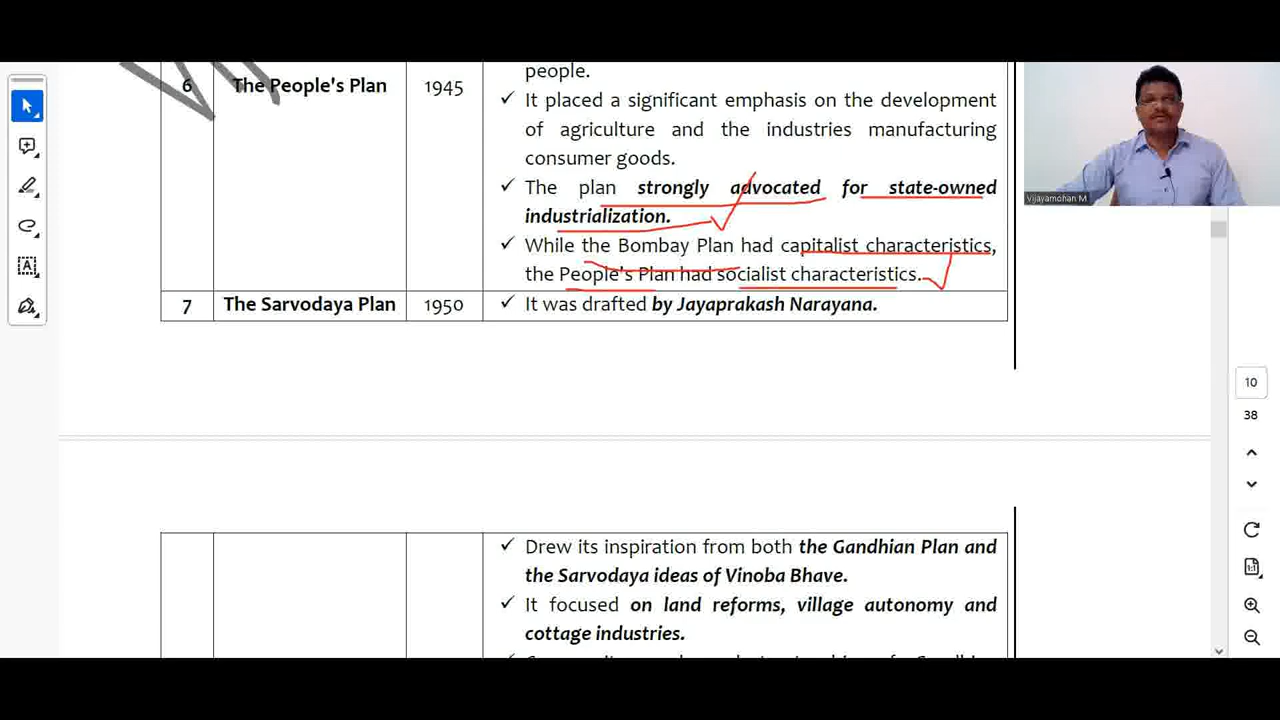 people.
6 The People's Plan 1945
✓ It placed a significant emphasis on the development
of agriculture and the industries manufacturing
consumer goods.
✓ The plan strongly advocated for state-owned
industrialization.
✓ While the Bombay Plan had capitalist characteristics,
the People's Plan had socialist characteristics.
7 The Sarvodaya Plan 1950 ✓ It was drafted by Jayaprakash Narayana.
✓ Drew its inspiration from both the Gandhian Plan and
the Sarvodaya ideas of Vinoba Bhave.
✓ It focused on land reforms, village autonomy and
cottage industries.
Vijayamohan M
10
38
1:1